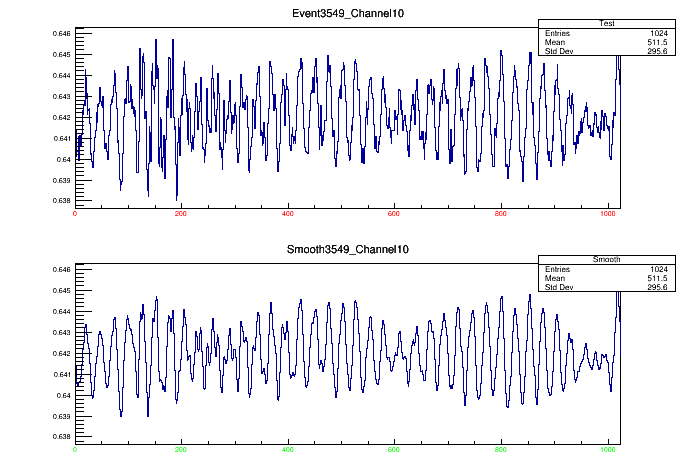 Event3549_Channel10
Test
Entries 1024
Mean 511.5
Std Dev 295.6
0.646
0.645
0.644
0.643
0.642
0.641
0.64
0.639
0.638
0 200 400 600 800 1000
Smooth3549_Channel10
Smooth
Entries 1024
Mean 511.5
Std Dev 295.6
0.646
0.645
0.644
0.643
0.642
0.641
0.64
0.639
0.638
0 200 400 600 800 1000